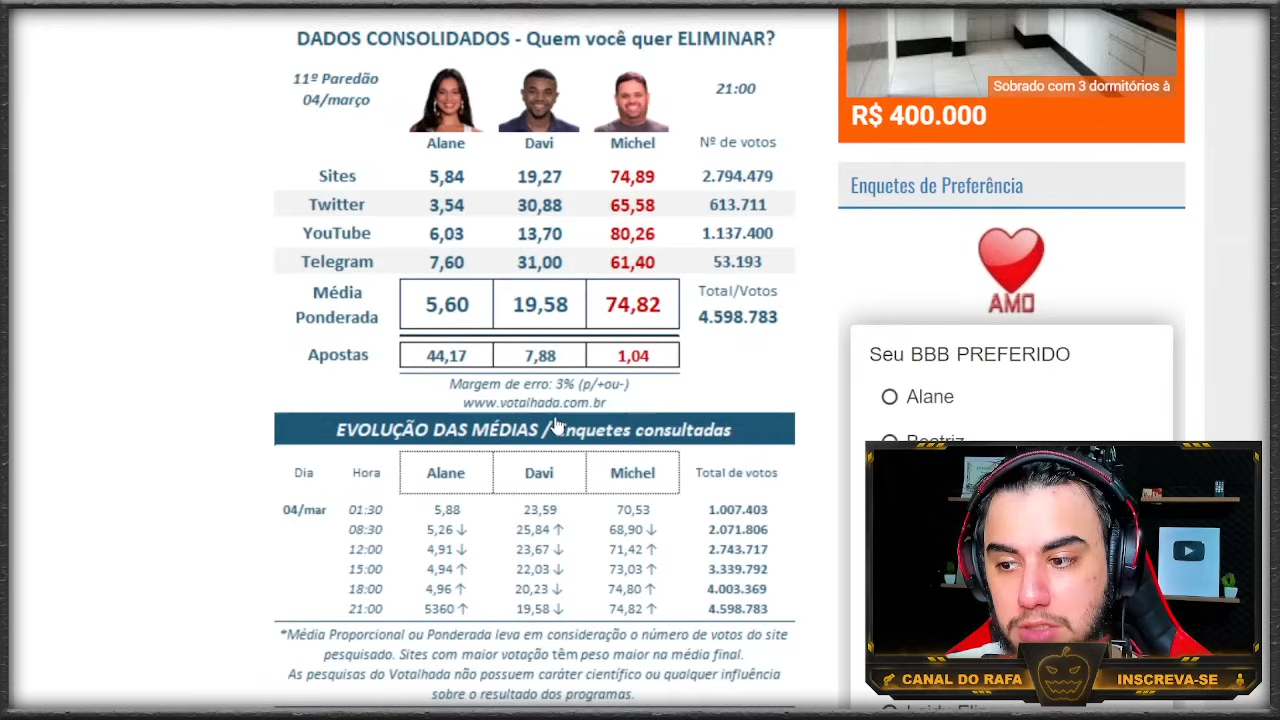 DADOS CONSOLIDADOS - Quem você quer ELIMINAR?
11º Paredão
04/março
21:00
Alane Davi Michel Nº de votos
Sites 5,84 19,27 74,89 2.794.479
Twitter 3,54 30,88 65,58 613.711
YouTube 6,03 13,70 80,26 1.137.400
Telegram 7,60 31,00 61,40 53.193
Média
Ponderada 5,60 19,58 74,82
Total/Votos
4.598.783
Apostas 44,17 7,88 1,04
Margem de erro: 3% (p/+ou-)
www.votalhada.com.br
EVOLUÇÃO DAS MÉDIAS / Enquetes consultadas
Dia Hora Alane Davi Michel Total de votos
04/mar 01:30 5,88 23,59 70,53 1.007.403
08:30 5,26 ↓ 25,84 ↑ 68,90 ↓ 2.071.806
12:00 4,91 ↓ 23,67 ↓ 71,42 ↑ 2.743.717
15:00 4,94 ↑ 22,03 ↓ 73,03 ↑ 3.339.792
18:00 4,96 ↑ 20,23 ↓ 74,80 ↑ 4.003.369
21:00 5360 ↑ 19,58 ↓ 74,82 ↑ 4.598.783
*Média Proporcional ou Ponderada leva em consideração o número de votos do site
pesquisado. Sites com maior votação têm peso maior na média final.
As pesquisas do Votalhada não possuem caráter científico ou qualquer influência
sobre o resultado dos programas.
Sobrado com 3 dormitórios à
R$ 400.000
Enquetes de Preferência
AMO
Seu BBB PREFERIDO
Alane
Beatriz
CANAL DO RAFA
INSCREVA-SE